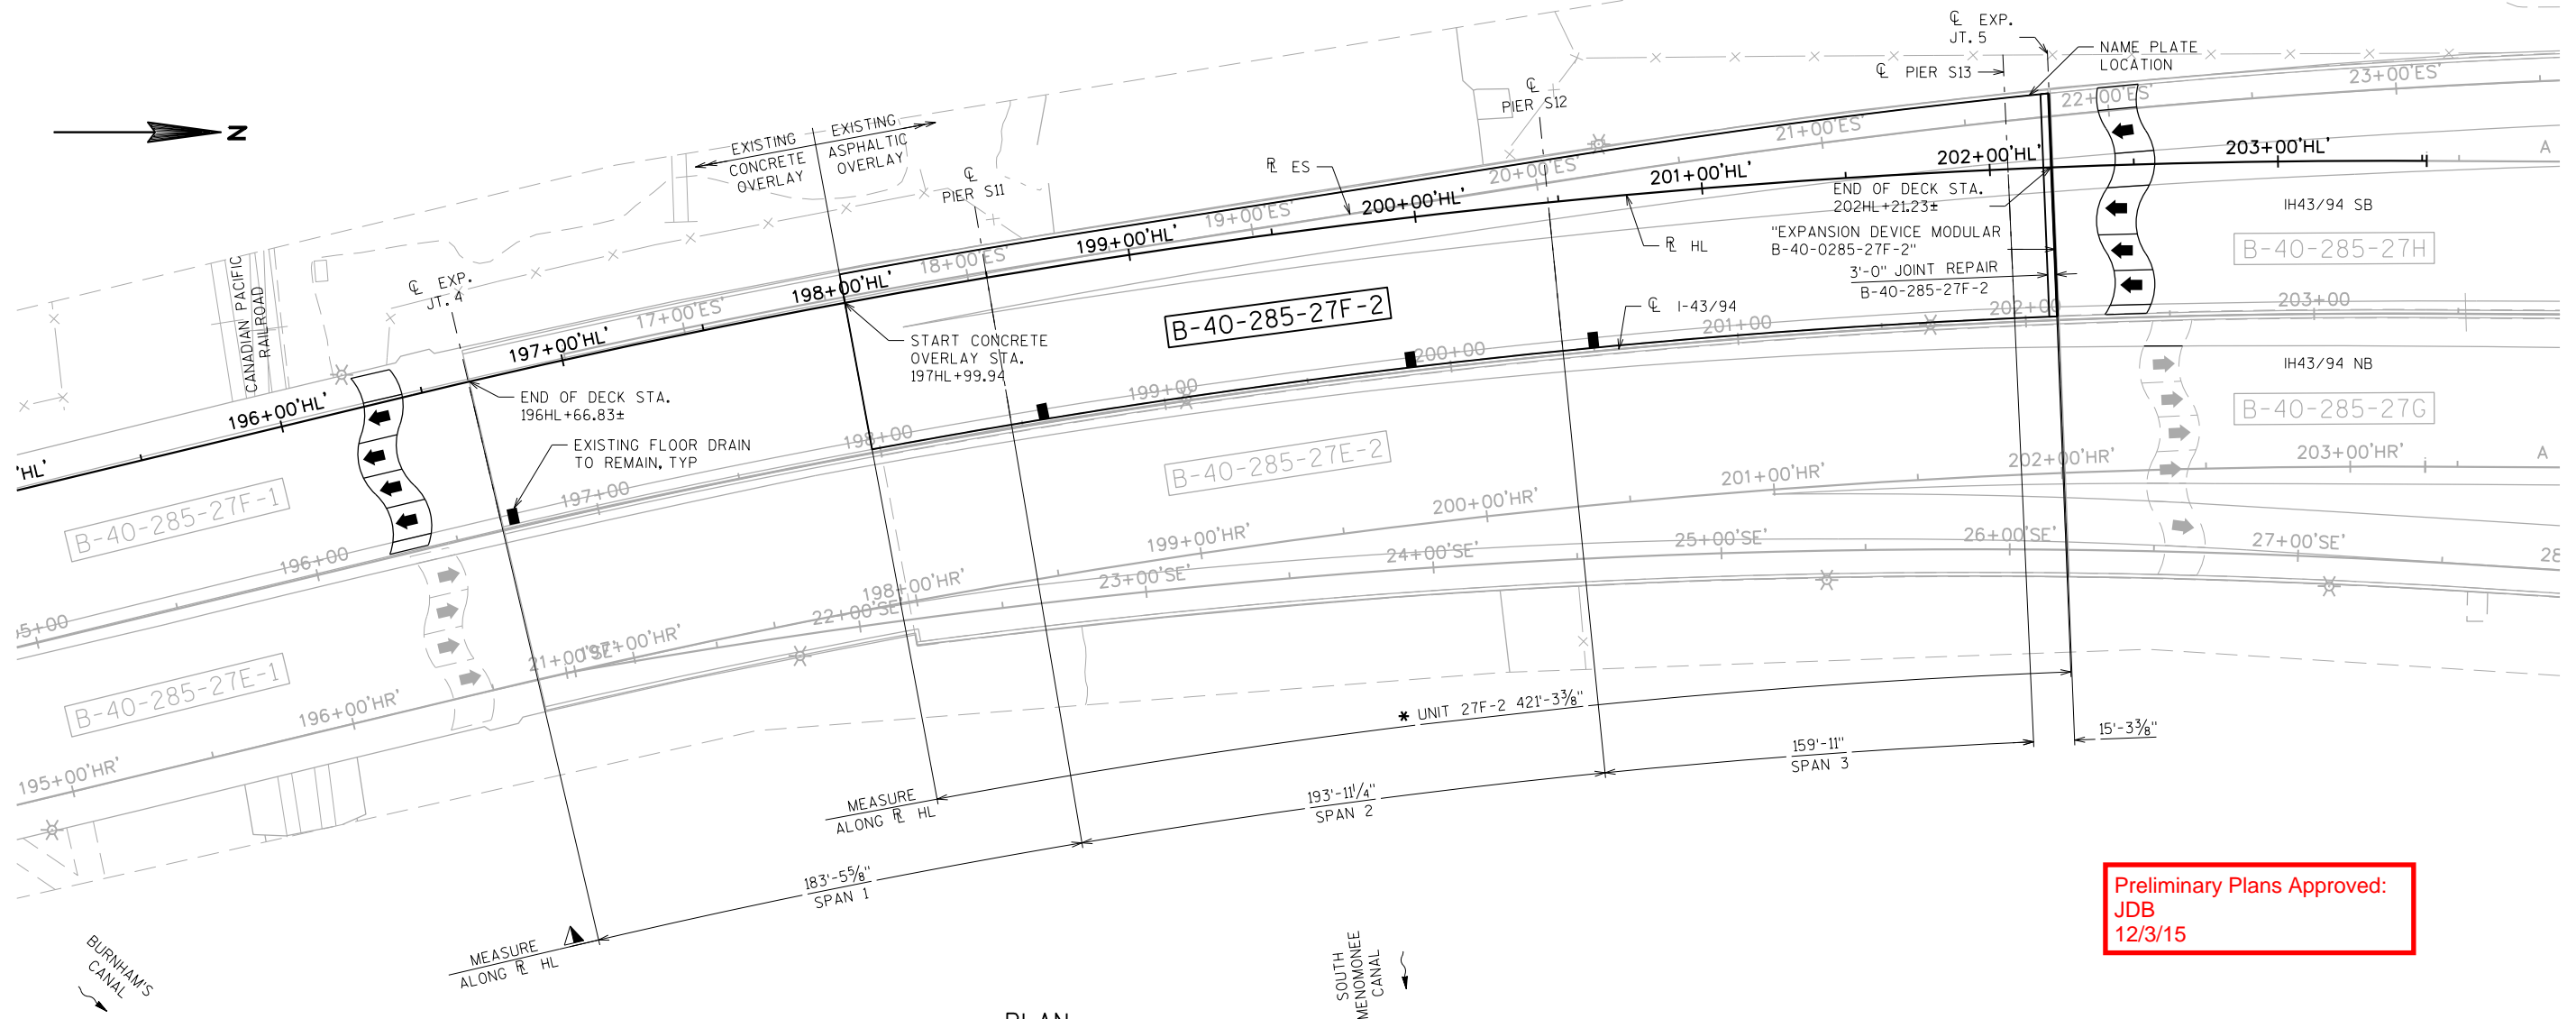 ℄ EXP.
JT. 5
NAME PLATE
LOCATION
℄ PIER S13
23+00'ES'
22+00'ES'
℄
PIER S12
21+00'ES'
N
EXISTING
CONCRETE
OVERLAY
EXISTING
ASPHALTIC
OVERLAY
℄
PIER S11
ES
20+00'ES'
202+00'HL'
203+00'HL'
A
201+00'HL'
200+00'HL'
19+00'ES'
END OF DECK STA.
202HL+21.23±
IH43/94 SB
199+00'HL'
HL
"EXPANSION DEVICE MODULAR
B-40-0285-27F-2"
B-40-285-27H
18+00'ES'
3'-0" JOINT REPAIR
B-40-285-27F-2
CANADIAN PACIFIC
RAILROAD
℄ EXP.
JT. 4
198+00'HL'
17+00'ES'
B-40-285-27F-2
℄ I-43/94
202+00
203+00
201+00
START CONCRETE
OVERLAY STA.
197HL+99.94
197+00'HL'
200+00
IH43/94 NB
199+00
END OF DECK STA.
196HL+66.83±
196+00'HL'
B-40-285-27G
EXISTING FLOOR DRAIN
TO REMAIN, TYP
198+00
B-40-285-27E-2
'HL'
202+00'HR'
203+00'HR'
A
201+00'HR'
197+00
200+00'HR'
B-40-285-27F-1
196+00
199+00'HR'
24+00'SE'
25+00'SE'
26+00'SE'
27+00'SE'
28
23+00'SE'
198+00'HR'
22+00'SE'
5+00
21+00'SE'
197+00'HR'
B-40-285-27E-1
196+00'HR'
195+00'HR'
✱ UNIT 27F-2 421'-3⅜"
15'-3⅜"
159'-11"
SPAN 3
MEASURE
ALONG HL
193'-11¼"
SPAN 2
183'-5⅝"
SPAN 1
MEASURE
ALONG HL
BURNHAM'S
CANAL
SOUTH
MENOMONEE
CANAL
Preliminary Plans Approved:
JDB
12/3/15
PLAN